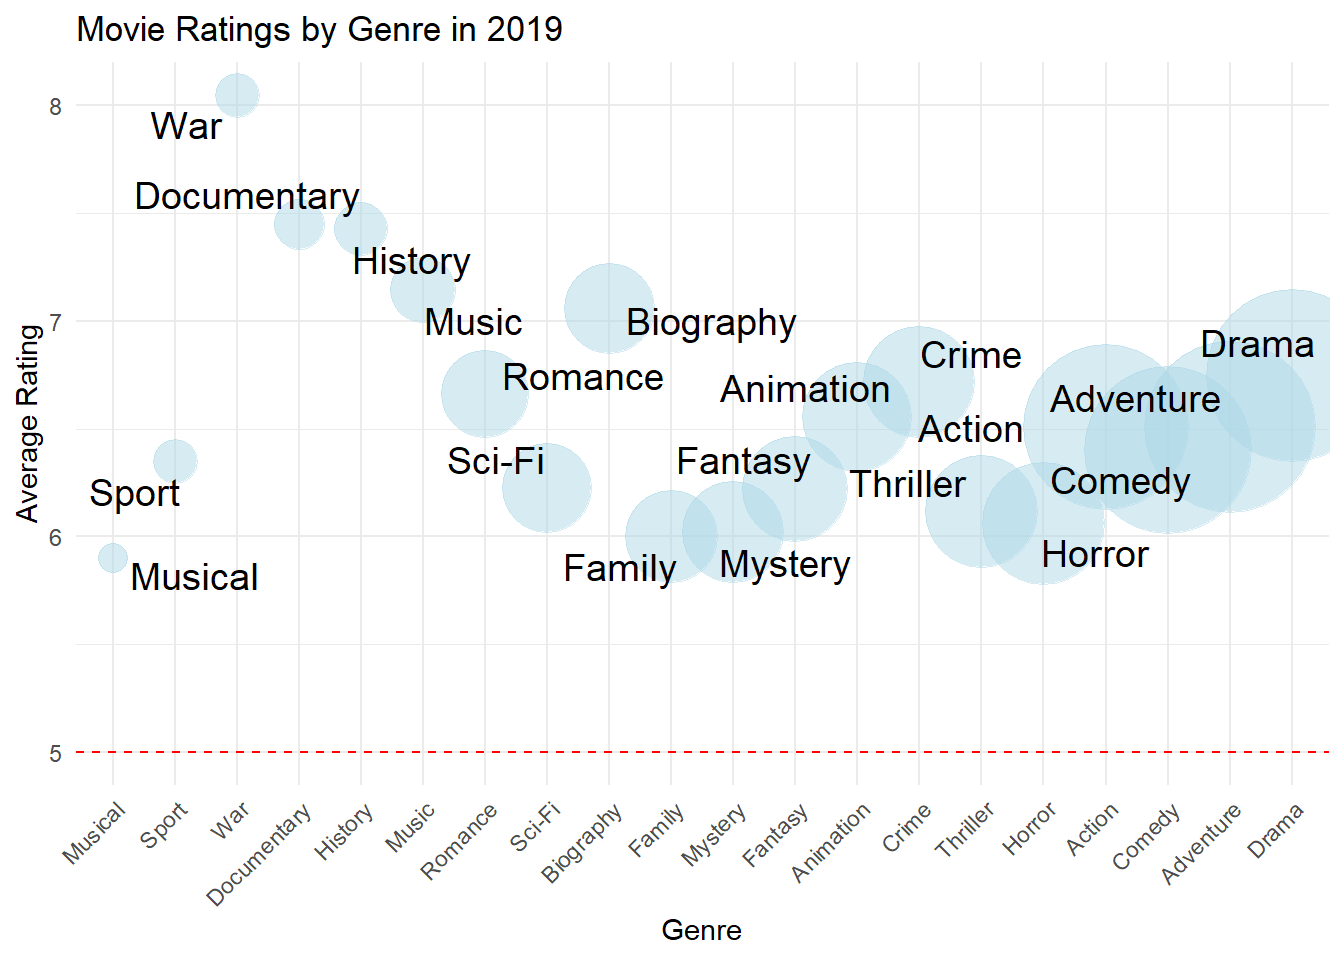 Movie Ratings by Genre in 2019
Average Rating
8
7
6
5
War
Documentary
History
Music
Biography
Drama
Crime
Romance
Animation
Adventure
Action
Sci-Fi
Fantasy
Comedy
Thriller
Sport
Horror
Mystery
Family
Musical
Musical
Sport
War
Documentary
History
Music
Romance
Sci-Fi
Biography
Family
Mystery
Fantasy
Animation
Crime
Thriller
Horror
Action
Comedy
Adventure
Drama
Genre